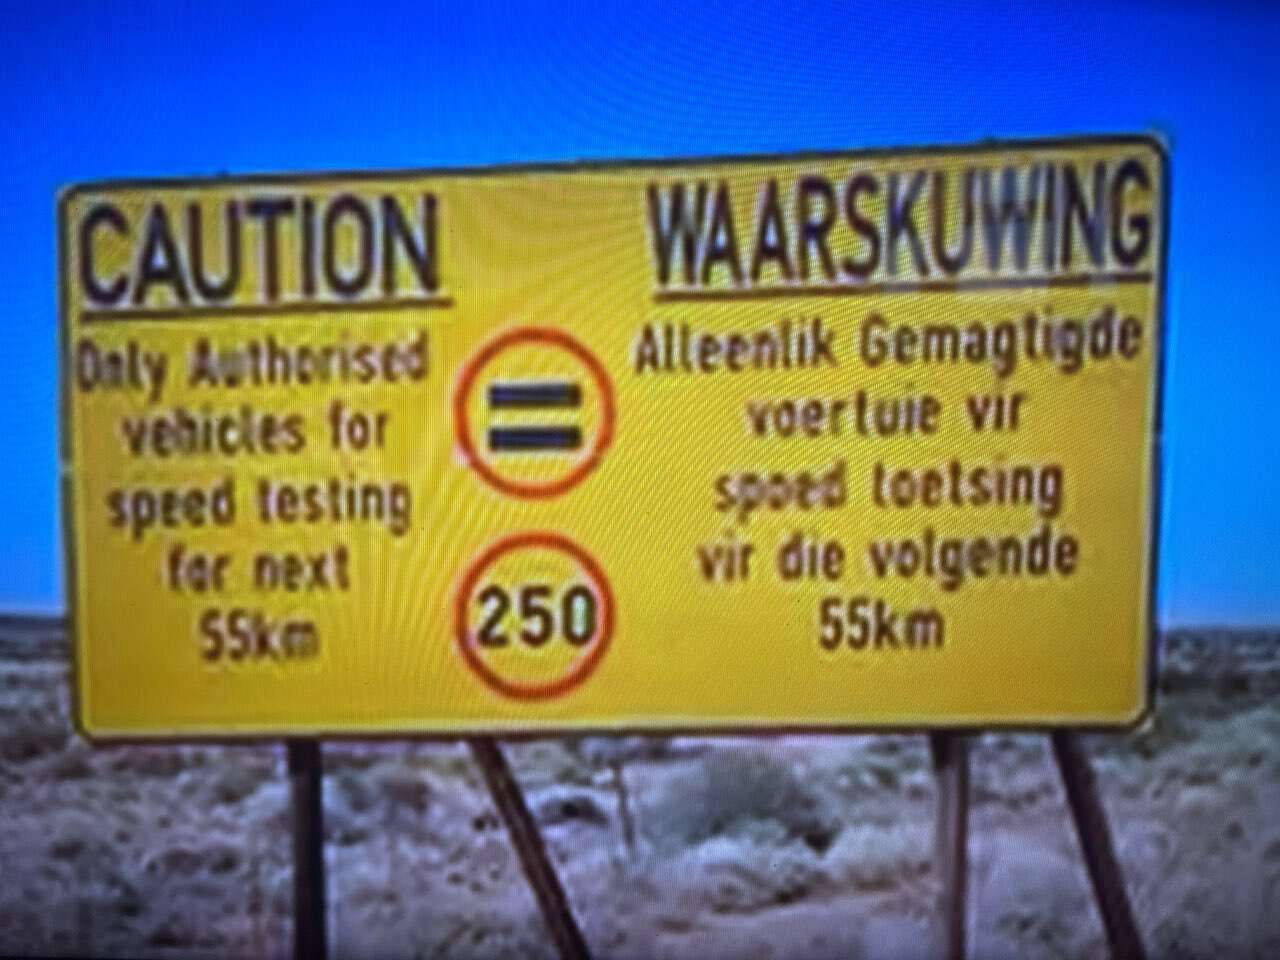 CAUTION
Only Authorised
vehicles for
speed testing
for next
55km
=
250
WAARSKUWING
Alleenlik Gemagtigde
voertuie vir
spoed toetsing
vir die volgende
55km